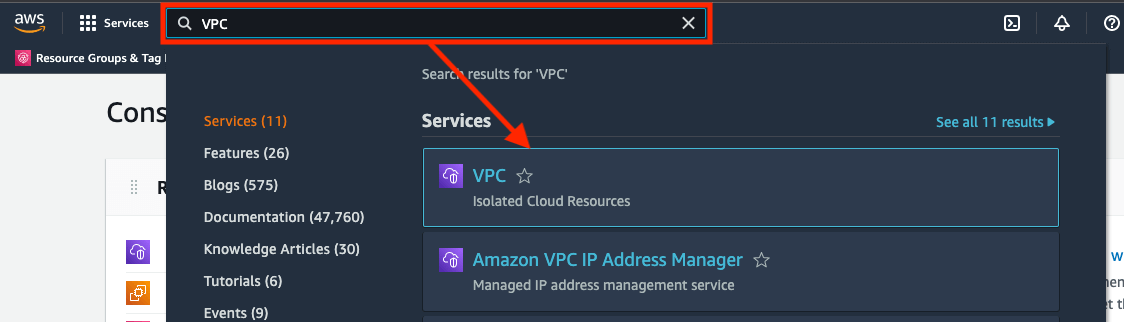 aws
Services
VPC
Resource Groups & Tag
Search results for 'VPC'
Cons
Services (11)
Features (26)
Blogs (575)
Documentation (47,760)
Knowledge Articles (30)
Tutorials (6)
Events (9)
Services
See all 11 results
VPC
Isolated Cloud Resources
Amazon VPC IP Address Manager
Managed IP address management service
R
W